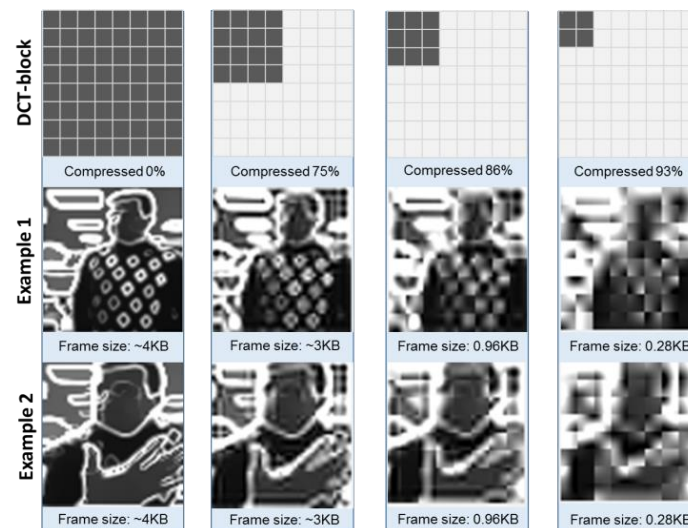 DCT-block
Compressed 0%
Compressed 75%
Compressed 86%
Compressed 93%
Example 1
Frame size: ~4KB
Frame size: ~3KB
Frame size: 0.96KB
Frame size: 0.28KB
Example 2
Frame size: ~4KB
Frame size: ~3KB
Frame size: 0.96KB
Frame size: 0.28KB